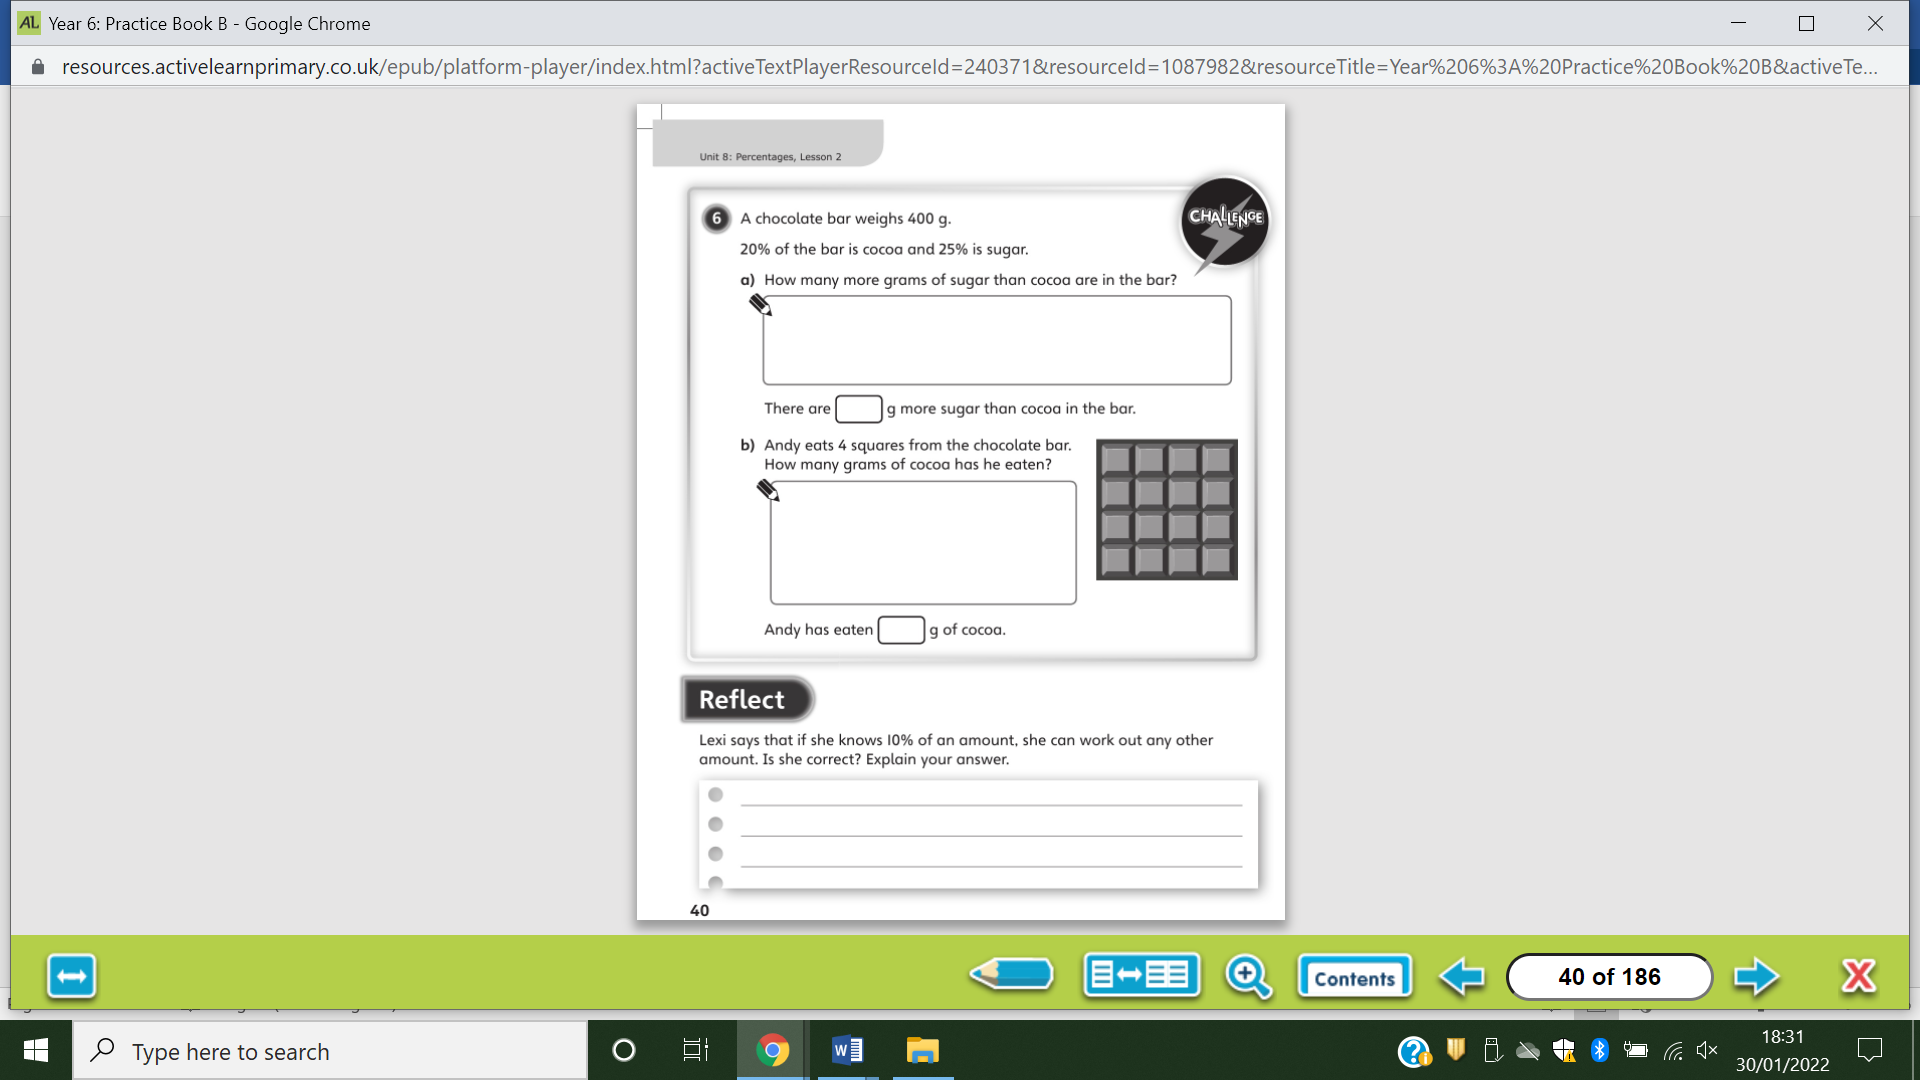 AL Year 6: Practice Book B - Google Chrome
resources.activelearnprimary.co.uk/epub/platform-player/index.html?activeTextPlayerResourceId=240371&resourceId=1087982&resourceTitle=Year%206%3A%20Practice%20Book%20B&activeTe...
Unit 8: Percentages, Lesson 2
CHALLENGE
6 A chocolate bar weighs 400 g.
20% of the bar is cocoa and 25% is sugar.
a) How many more grams of sugar than cocoa are in the bar?
There are g more sugar than cocoa in the bar.
b) Andy eats 4 squares from the chocolate bar.
How many grams of cocoa has he eaten?
Andy has eaten g of cocoa.
Reflect
Lexi says that if she knows 10% of an amount, she can work out any other
amount. Is she correct? Explain your answer.
40
Contents
40 of 186
X
Type here to search
W
18:31
30/01/2022